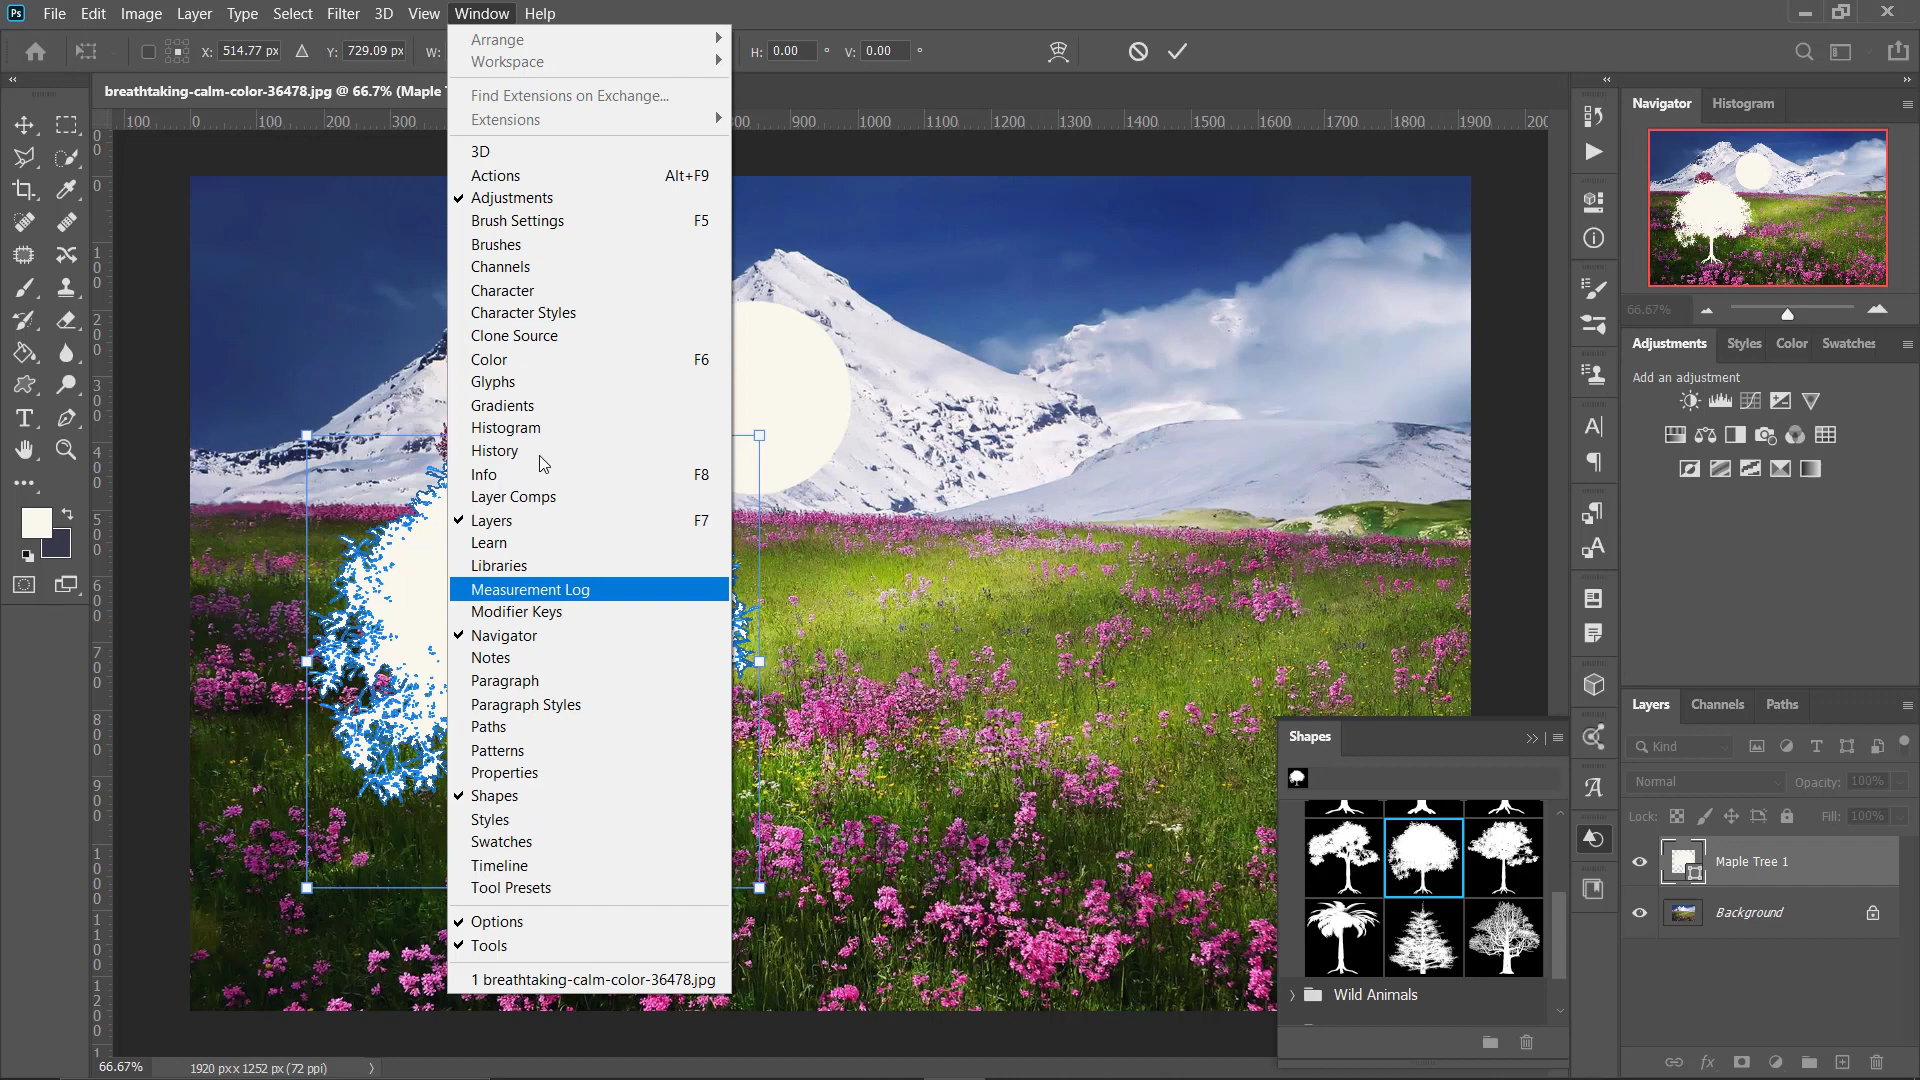 Ps File Edit Image Layer Type Select Filter 3D View Window Help
X: 514.77 px Y: 729.09 px W: H: 0.00 ° V: 0.00 °
breathtaking-calm-color-36478.jpg @ 66.7% (Maple T
100 0 100 200 300 800 900 1000 1100 1200 1300 1400 1500 1600 1700 1800 1900 200
Arrange
Workspace
Find Extensions on Exchange...
Extensions
3D
Actions Alt+F9
Adjustments
Brush Settings F5
Brushes
Channels
Character
Character Styles
Clone Source
Color F6
Glyphs
Gradients
Histogram
History
Info F8
Layer Comps
Layers F7
Learn
Libraries
Measurement Log
Modifier Keys
Navigator
Notes
Paragraph
Paragraph Styles
Paths
Patterns
Properties
Shapes
Styles
Swatches
Timeline
Tool Presets
Options
Tools
1 breathtaking-calm-color-36478.jpg
Navigator Histogram
66.67%
Adjustments Styles Color Swatches
Add an adjustment
Layers Channels Paths
Kind
Normal Opacity: 100%
Lock: Fill: 100%
Maple Tree 1
Background
Shapes
Wild Animals
66.67% 1920 px x 1252 px (72 ppi)